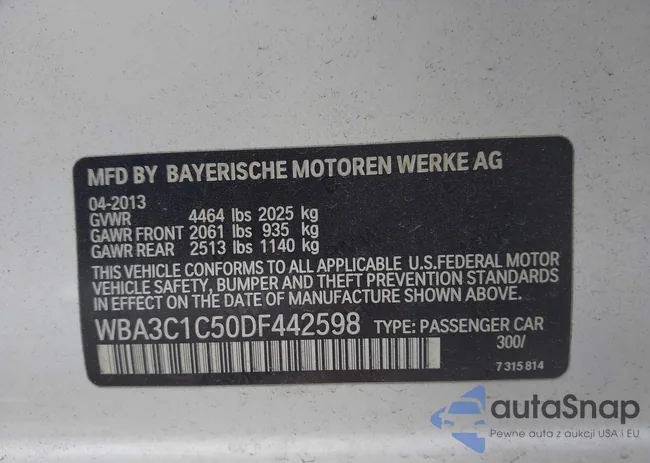 MFD BY BAYERISCHE MOTOREN WERKE AG
04-2013
GVWR 4464 lbs 2025 kg
GAWR FRONT 2061 lbs 935 kg
GAWR REAR 2513 lbs 1140 kg
THIS VEHICLE CONFORMS TO ALL APPLICABLE U.S.FEDERAL MOTOR
VEHICLE SAFETY, BUMPER AND THEFT PREVENTION STANDARDS
IN EFFECT ON THE DATE OF MANUFACTURE SHOWN ABOVE.
WBA3C1C50DF442598 TYPE: PASSENGER CAR
300/
7 315 814
autaSnap
Pewne auta z aukcji USA i EU